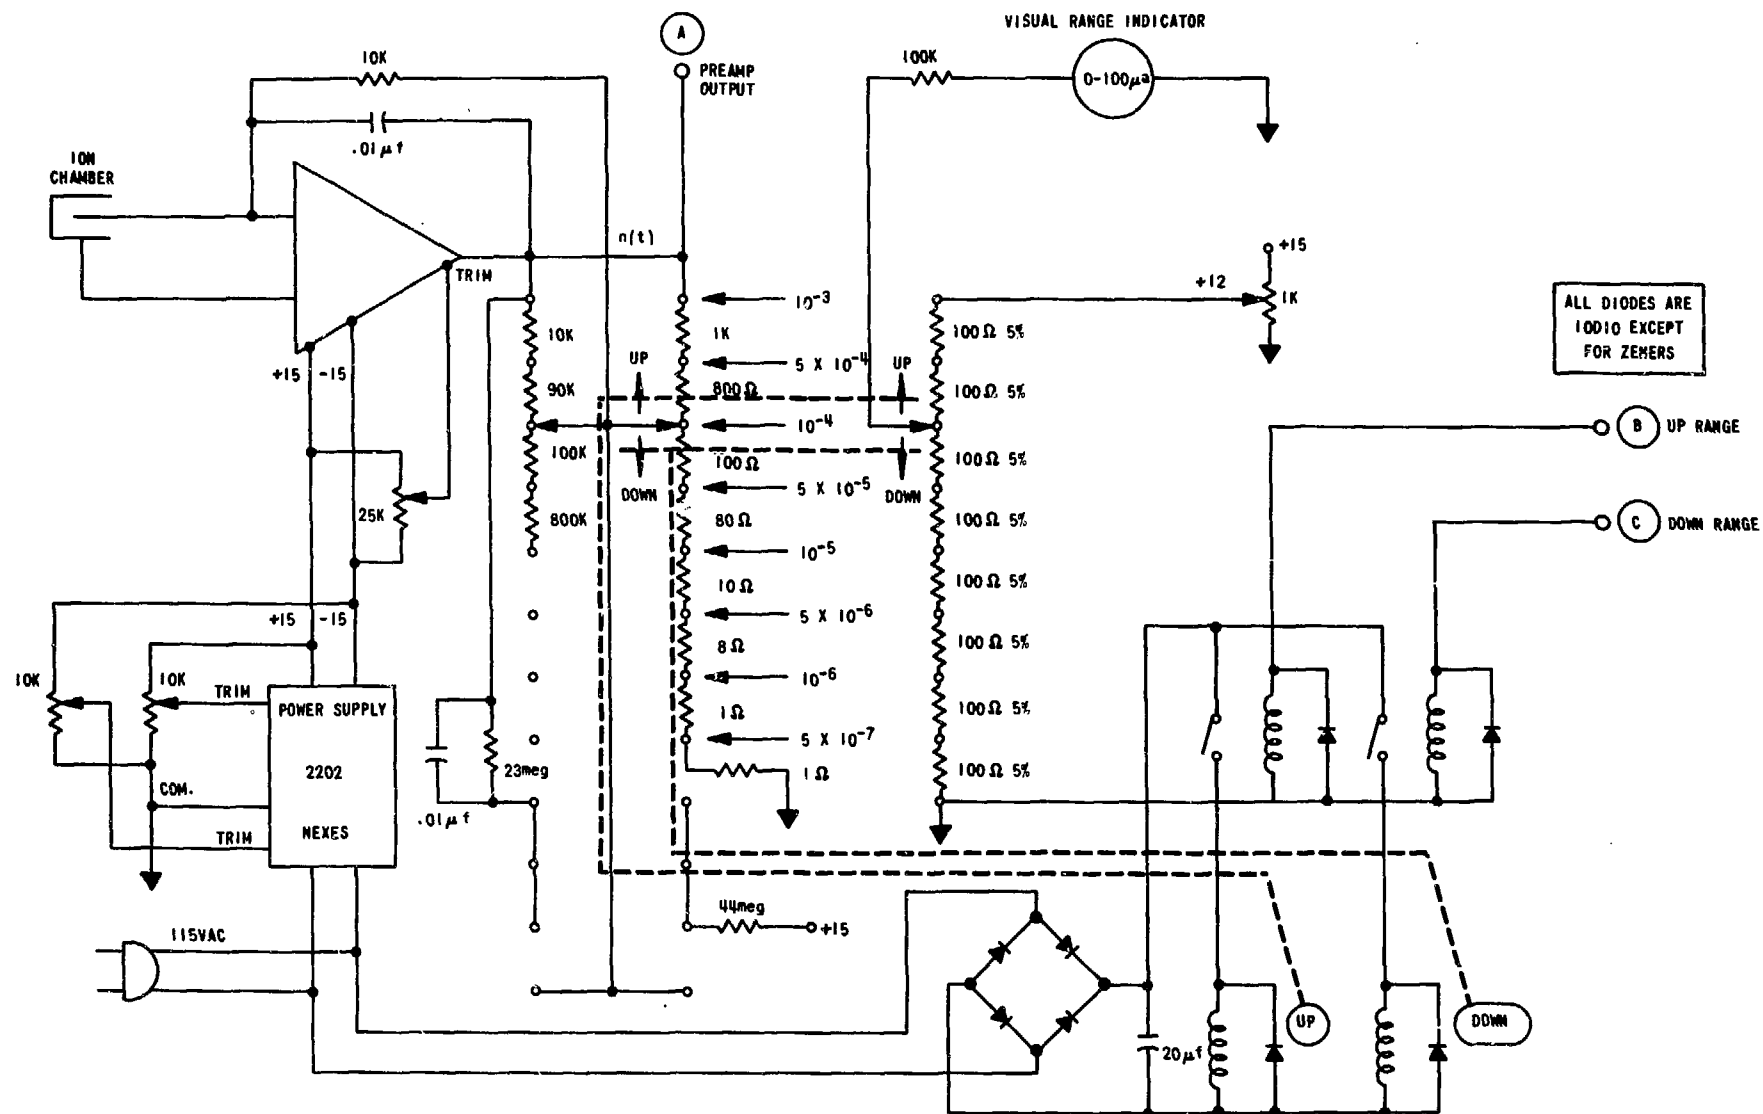 VISUAL RANGE INDICATOR
A
PREAMP
OUTPUT
10K
100K
0-100μa
.01μf
ION
CHAMBER
n(t)
TRIM
+15
+12
1K
ALL DIODES ARE
IODIO EXCEPT
FOR ZEMERS
10⁻³
10K
1K
100Ω 5%
UP
5 X 10⁻⁴
UP
+15
-15
90K
800Ω
100Ω 5%
10⁻⁴
B
UP RANGE
100K
100Ω
100Ω 5%
DOWN
5 X 10⁻⁵
DOWN
25K
800K
80Ω
100Ω 5%
C
DOWN RANGE
10⁻⁵
10Ω
100Ω 5%
+15
-15
5 X 10⁻⁶
8Ω
100Ω 5%
10K
10K
TRIM
10⁻⁶
POWER SUPPLY
1Ω
100Ω 5%
5 X 10⁻⁷
2202
23meg
1Ω
100Ω 5%
COM.
.01μf
TRIM
NEXES
44meg
+15
115VAC
UP
DOWN
20μf